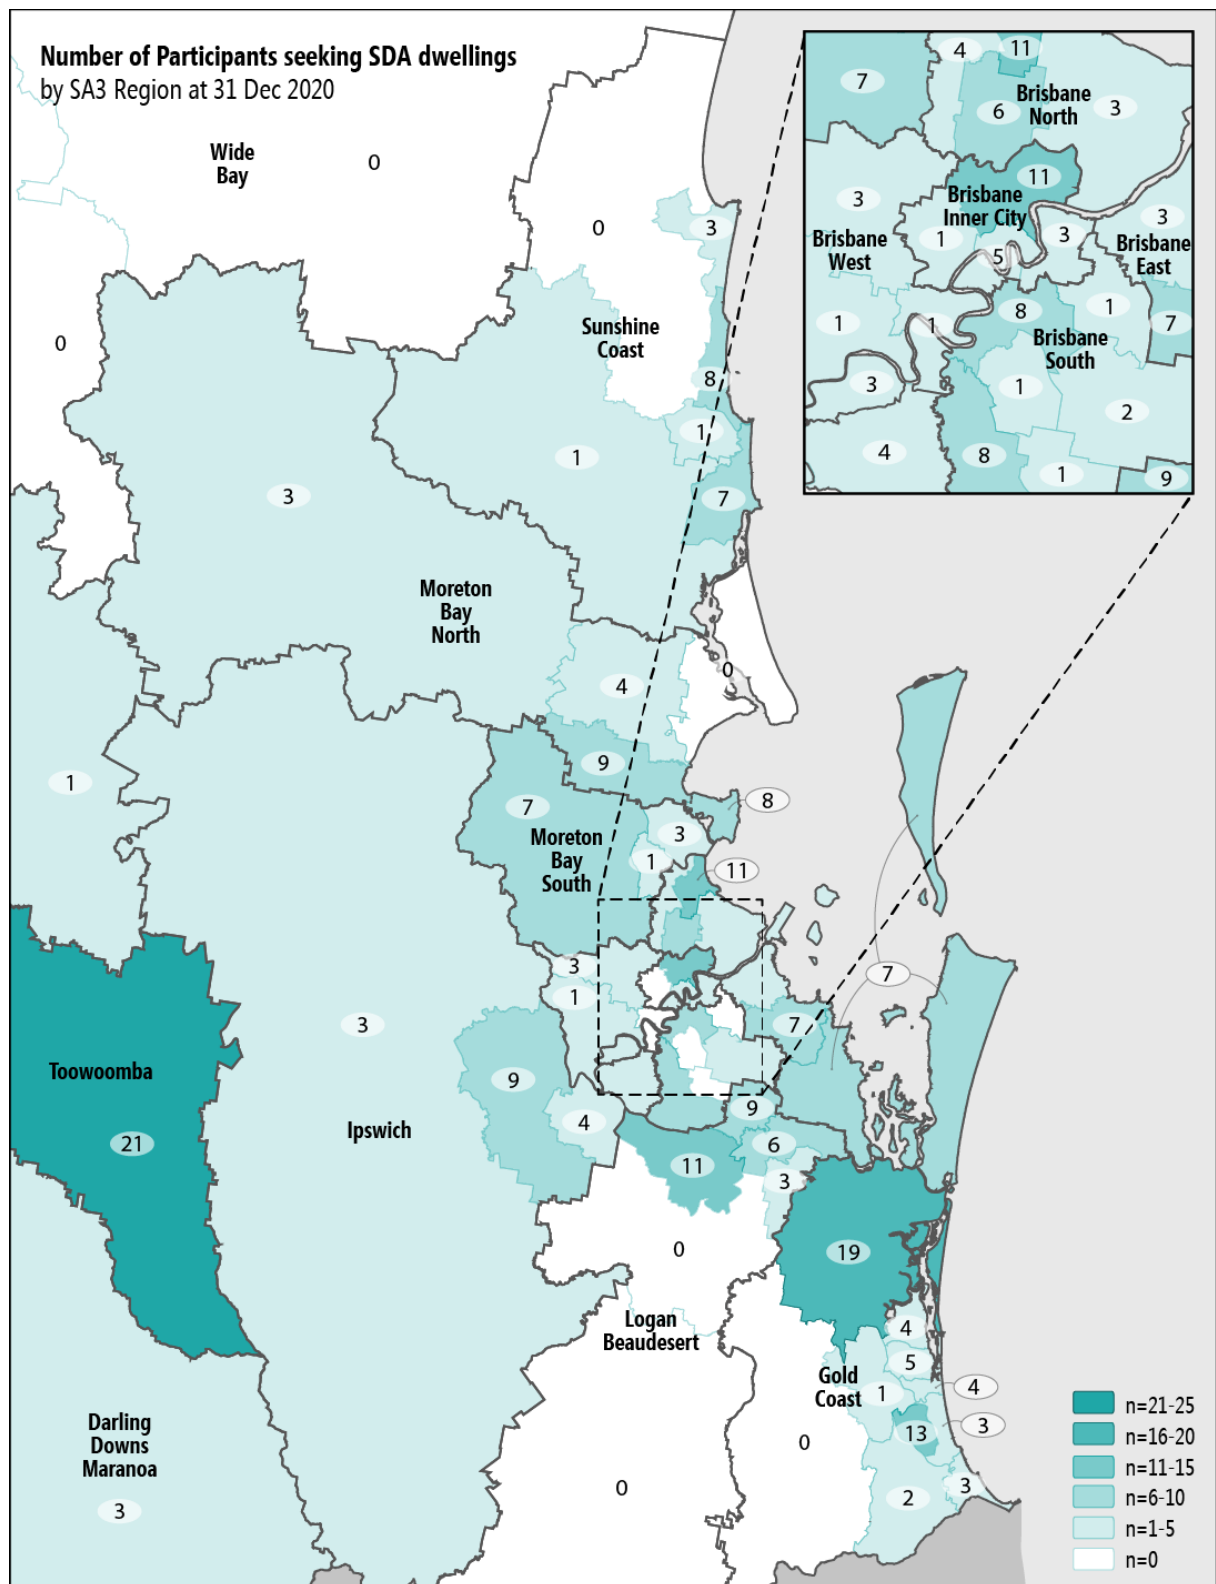 Number of Participants seeking SDA dwellings
by SA3 Region at 31 Dec 2020
4
11
7
Brisbane
North
6
3
Wide
Bay
0
11
Brisbane
Inner City
3
3
0
3
1
3
Brisbane
West
5
Brisbane
East
1
8
1
1
7
Brisbane
South
0
Sunshine
Coast
8
3
1
2
1
4
8
1
9
1
3
7
Moreton
Bay
North
0
4
9
1
7
8
3
Moreton
Bay
South
1
11
3
7
1
3
7
Toowoomba
9
9
4
Ipswich
21
6
11
3
0
19
Logan
Beaudesert
4
5
Gold
Coast
1
4
3
13
0
Darling
Downs
Maranoa
3
0
2
3
n=21-25
n=16-20
n=11-15
n=6-10
n=1-5
n=0